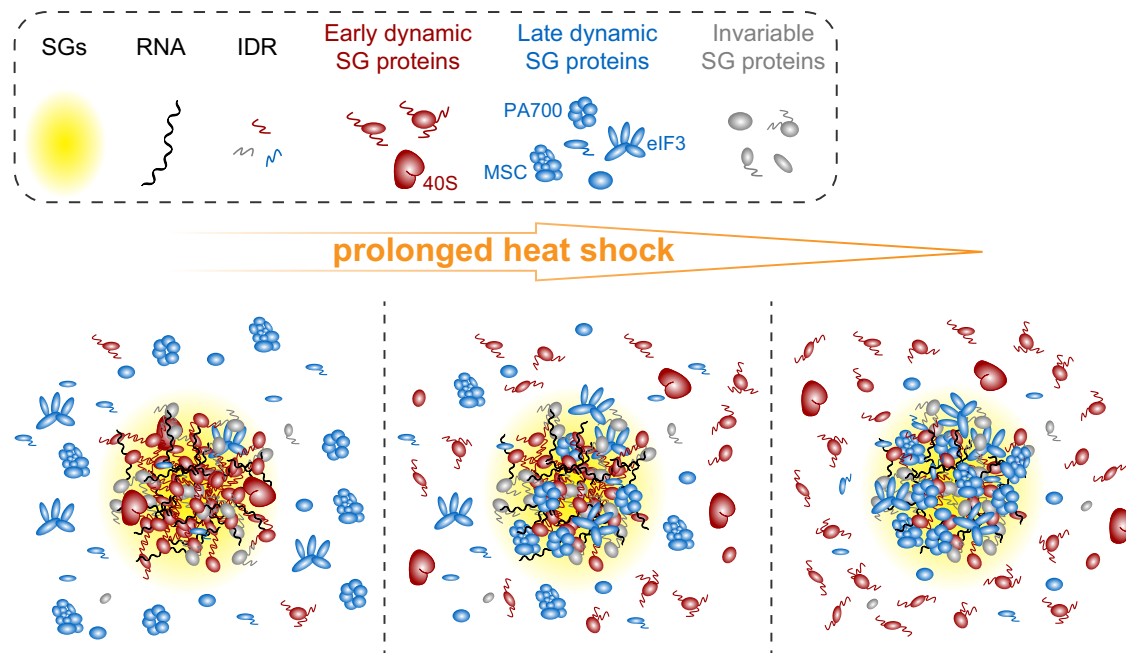 SGs
RNA
IDR
Early dynamic
SG proteins
Late dynamic
SG proteins
Invariable
SG proteins
40S
PA700
eIF3
MSC
prolonged heat shock